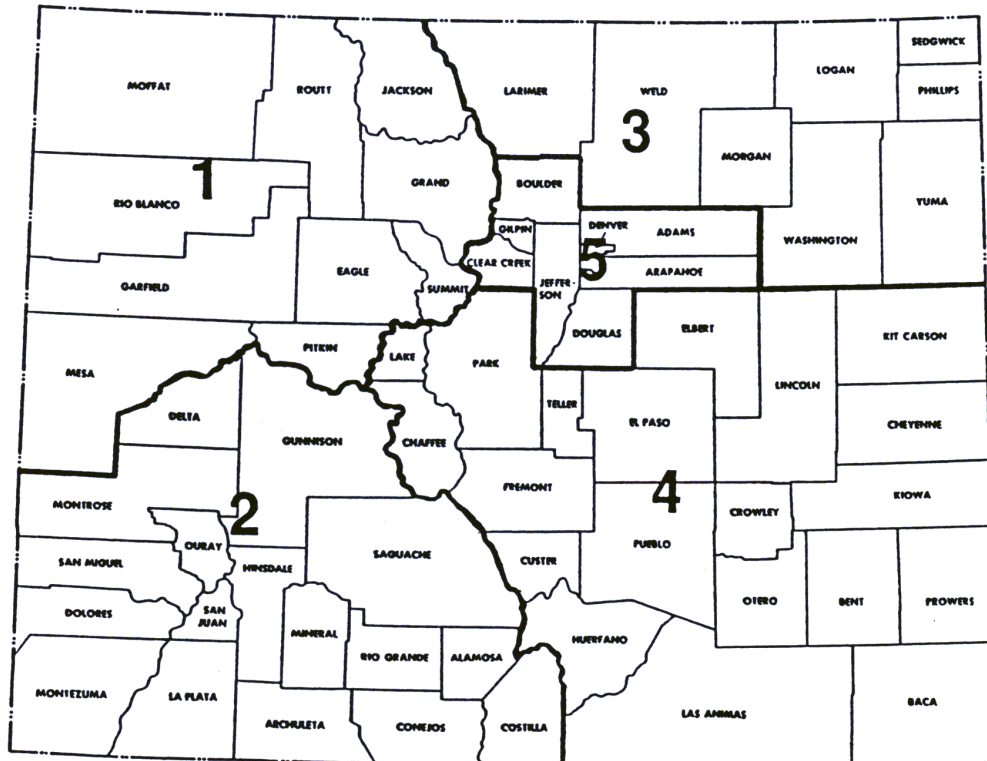 SEDGWICK
MOFFAT
ROUTT
JACKSON
LARIMER
WELD
LOGAN
PHILLIPS
3
MORGAN
1
GRAND
BOULDER
RIO BLANCO
YUMA
GILPIN
DENVER
ADAMS
WASHINGTON
5
CLEAR CREEK
EAGLE
ARAPAHOE
GARFIELD
SUMMIT
JEFFER
SON
DOUGLAS
ELBERT
KIT CARSON
PITKIN
LAKE
PARK
MESA
LINCOLN
TELLER
DELTA
EL PASO
CHEYENNE
GUNNISON
CHAFFEE
FREMONT
4
KIOWA
MONTROSE
2
CROWLEY
OURAY
PUEBLO
SAN MIGUEL
HINSDALE
SAGUACHE
CUSTER
DOLORES
SAN
JUAN
OTERO
BENT
PROWERS
MINERAL
HUERFANO
RIO GRANDE
ALAMOSA
MONTEZUMA
LA PLATA
BACA
LAS ANIMAS
ARCHULETA
CONEJOS
COSTILLA